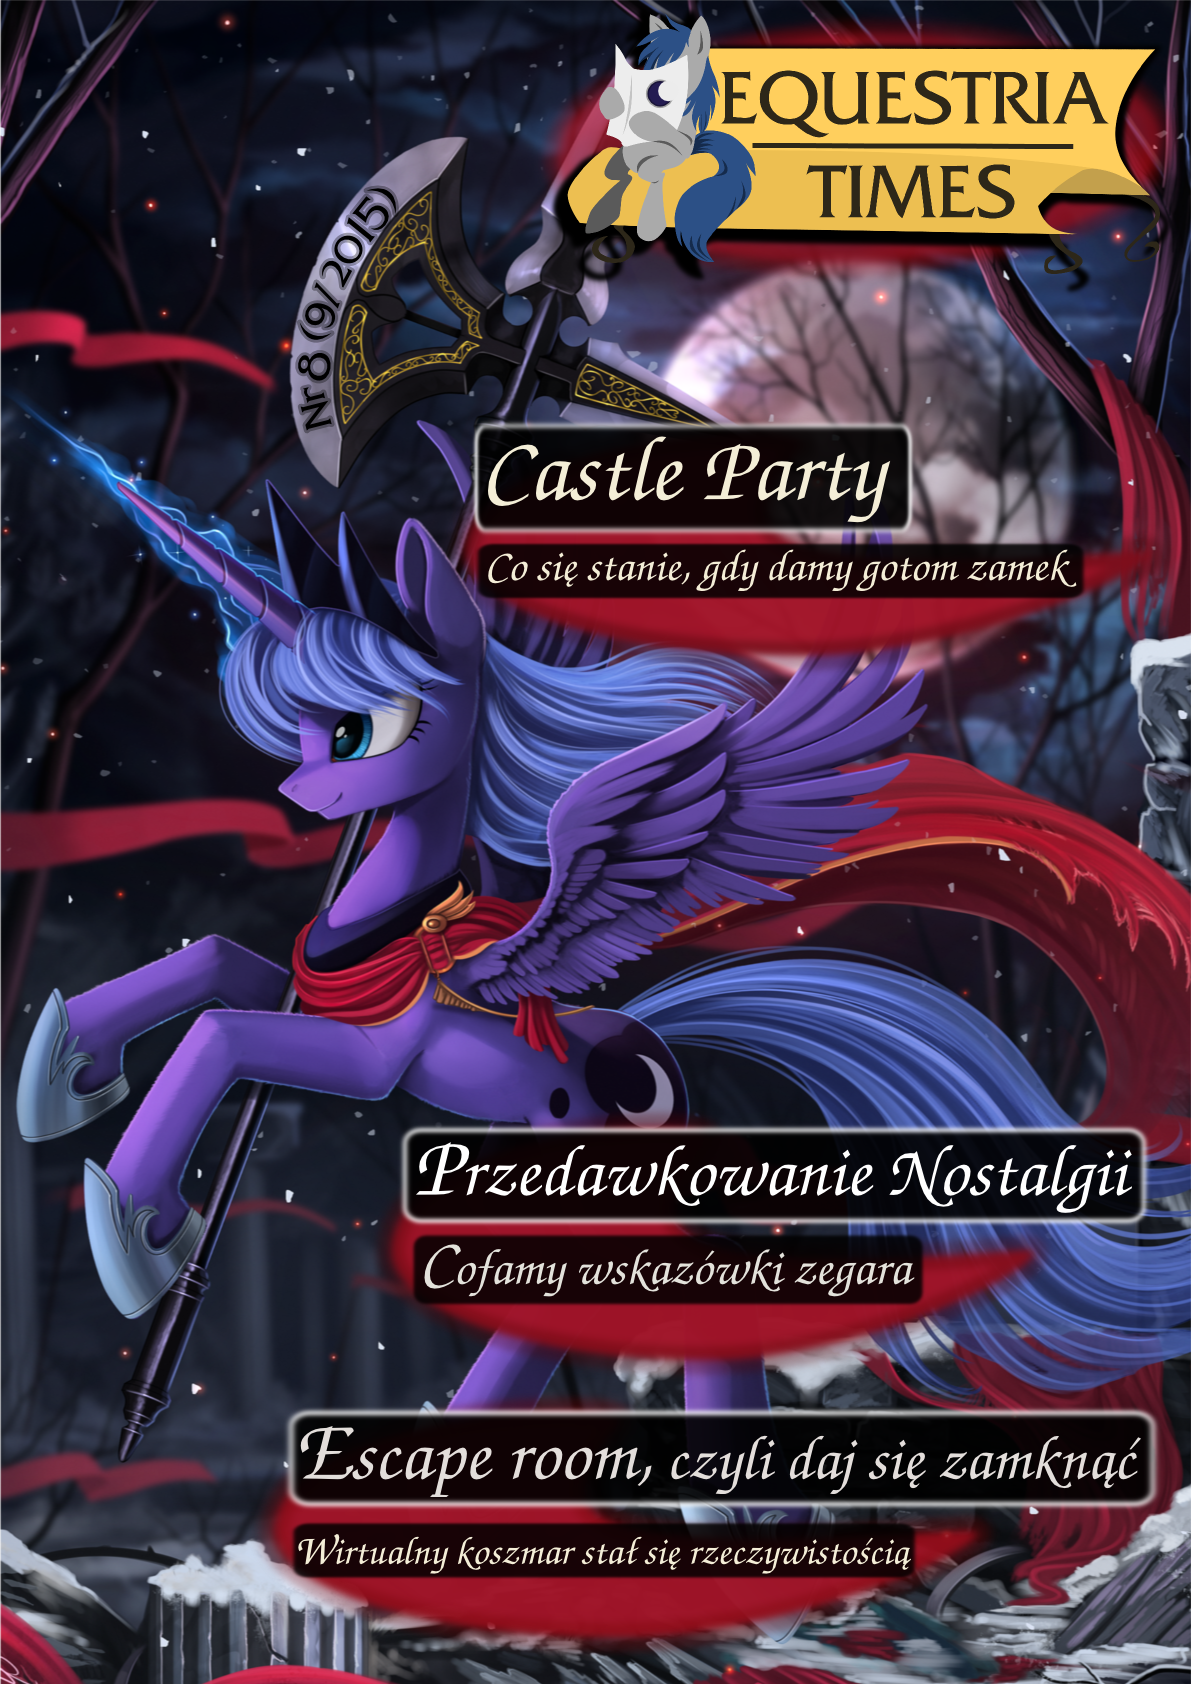 EQUESTRIA
TIMES
Nr 8 (9/2015)
Castle Party
Co się stanie, gdy damy gotom zamek
Przedawkowanie Nostalgii
Cofamy wskazówki zegara
Escape room, czyli daj się zamknąć
Wirtualny koszmar stał się rzeczywistością